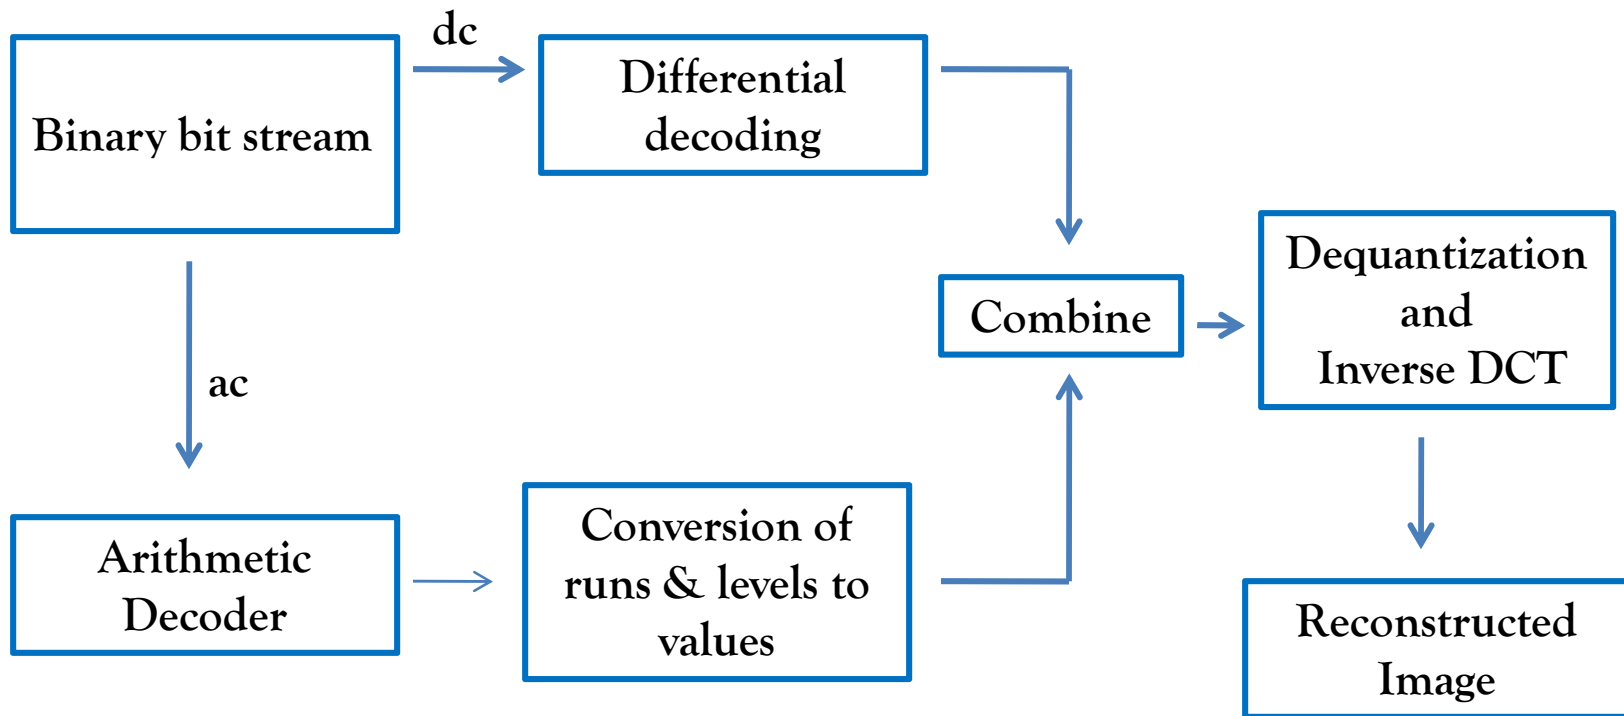 dc
Binary bit stream
Differential
decoding
Dequantization
and
Inverse DCT
Combine
ac
Arithmetic
Decoder
Conversion of
runs & levels to
values
Reconstructed
Image